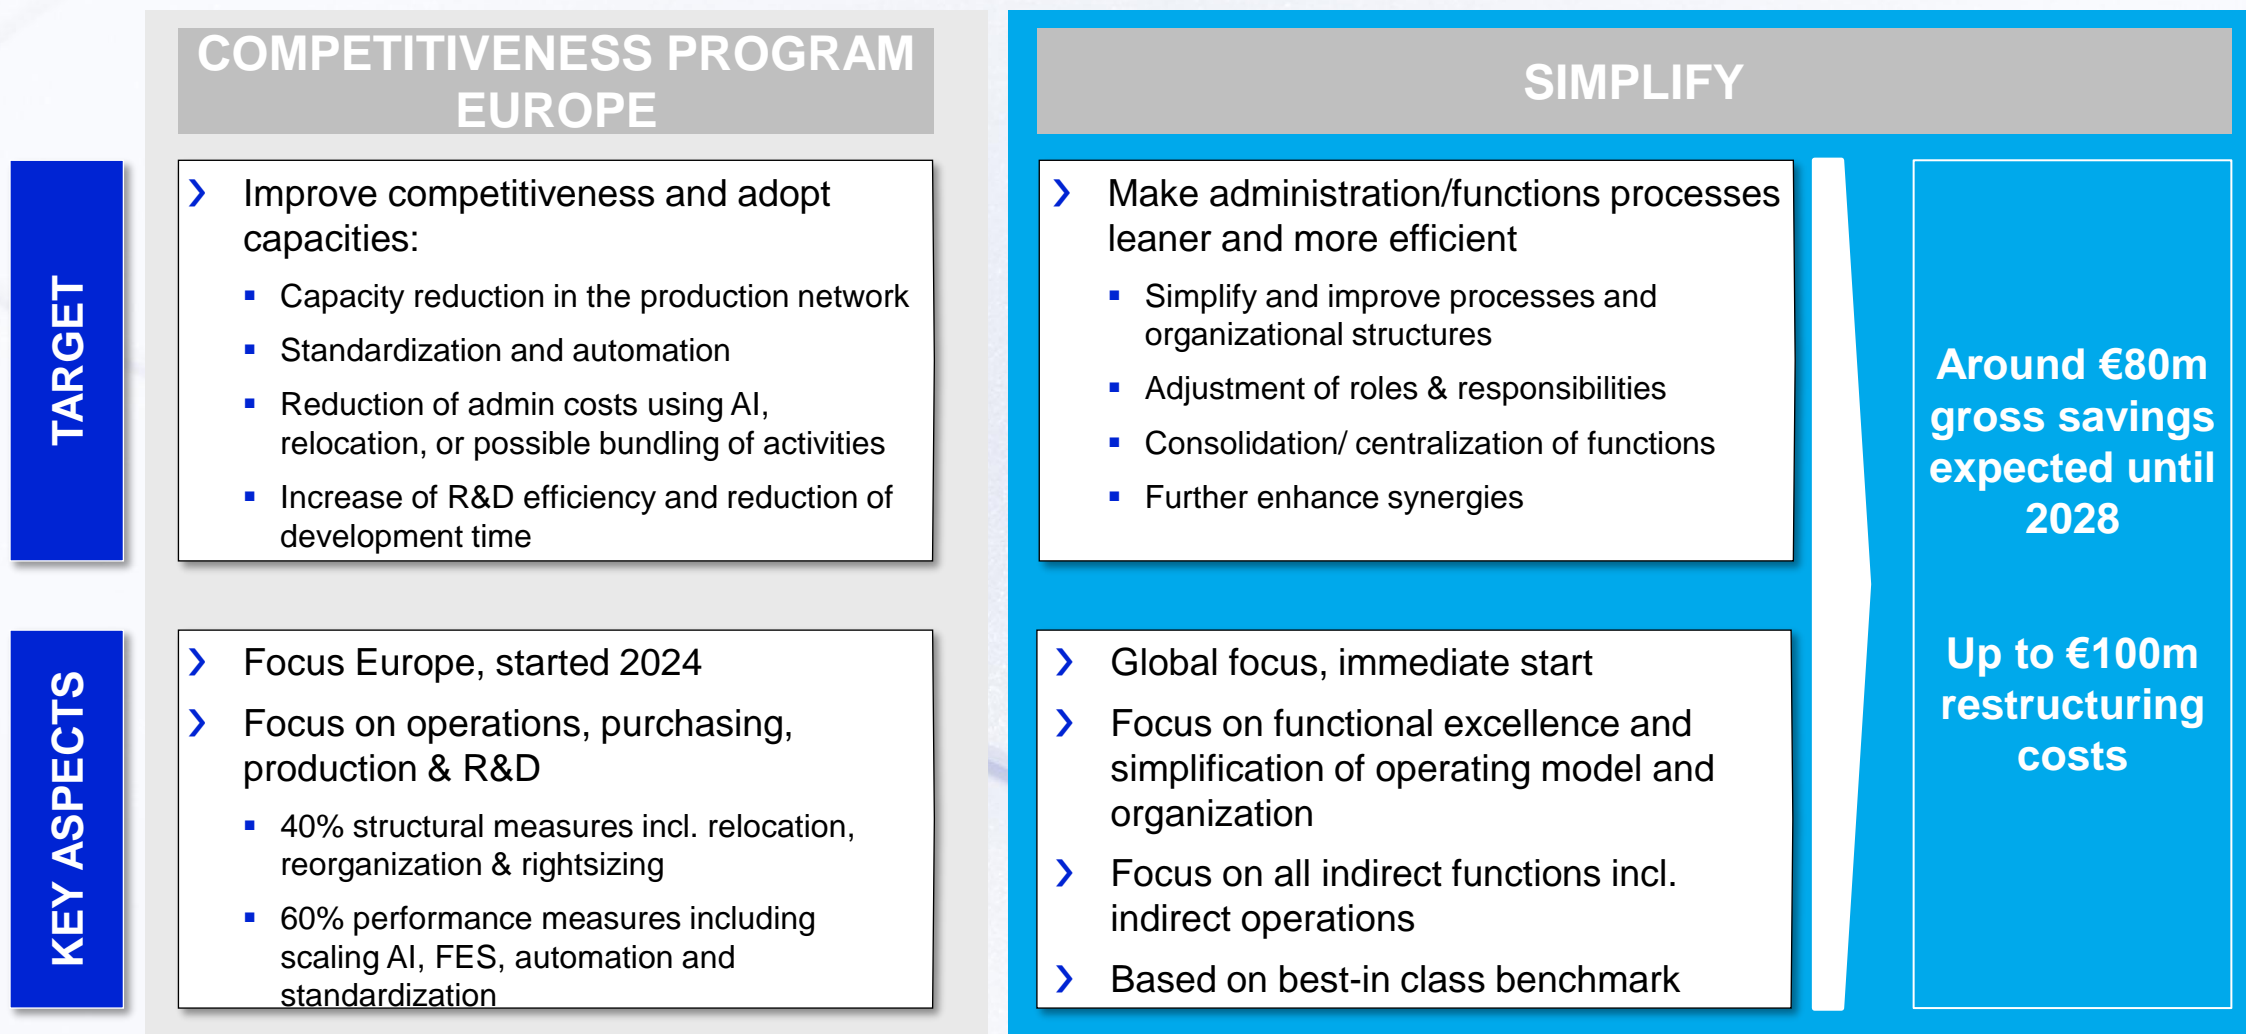 COMPETITIVENESS PROGRAM
EUROPE
SIMPLIFY
TARGET
Improve competitiveness and adopt
capacities:
Capacity reduction in the production network
Standardization and automation
Reduction of admin costs using AI,
relocation, or possible bundling of activities
Increase of R&D efficiency and reduction of
development time
Make administration/functions processes
leaner and more efficient
Simplify and improve processes and
organizational structures
Adjustment of roles & responsibilities
Consolidation/ centralization of functions
Further enhance synergies
Around €80m
gross savings
expected until
2028
Up to €100m
restructuring
costs
KEY ASPECTS
Focus Europe, started 2024
Focus on operations, purchasing,
production & R&D
40% structural measures incl. relocation,
reorganization & rightsizing
60% performance measures including
scaling AI, FES, automation and
standardization
Global focus, immediate start
Focus on functional excellence and
simplification of operating model and
organization
Focus on all indirect functions incl.
indirect operations
Based on best-in class benchmark